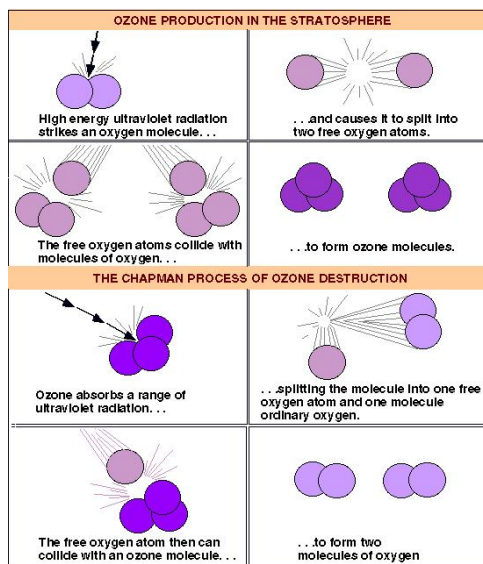 OZONE PRODUCTION IN THE STRATOSPHERE
High energy ultraviolet radiation
strikes an oxygen molecule. . .
. . .and causes it to split into
two free oxygen atoms.
The free oxygen atoms collide with
molecules of oxygen. . .
. . .to form ozone molecules.
THE CHAPMAN PROCESS OF OZONE DESTRUCTION
Ozone absorbs a range of
ultraviolet radiation. . .
. . .splitting the molecule into one free
oxygen atom and one molecule
ordinary oxygen.
The free oxygen atom then can
collide with an ozone molecule. . .
. . .to form two
molecules of oxygen